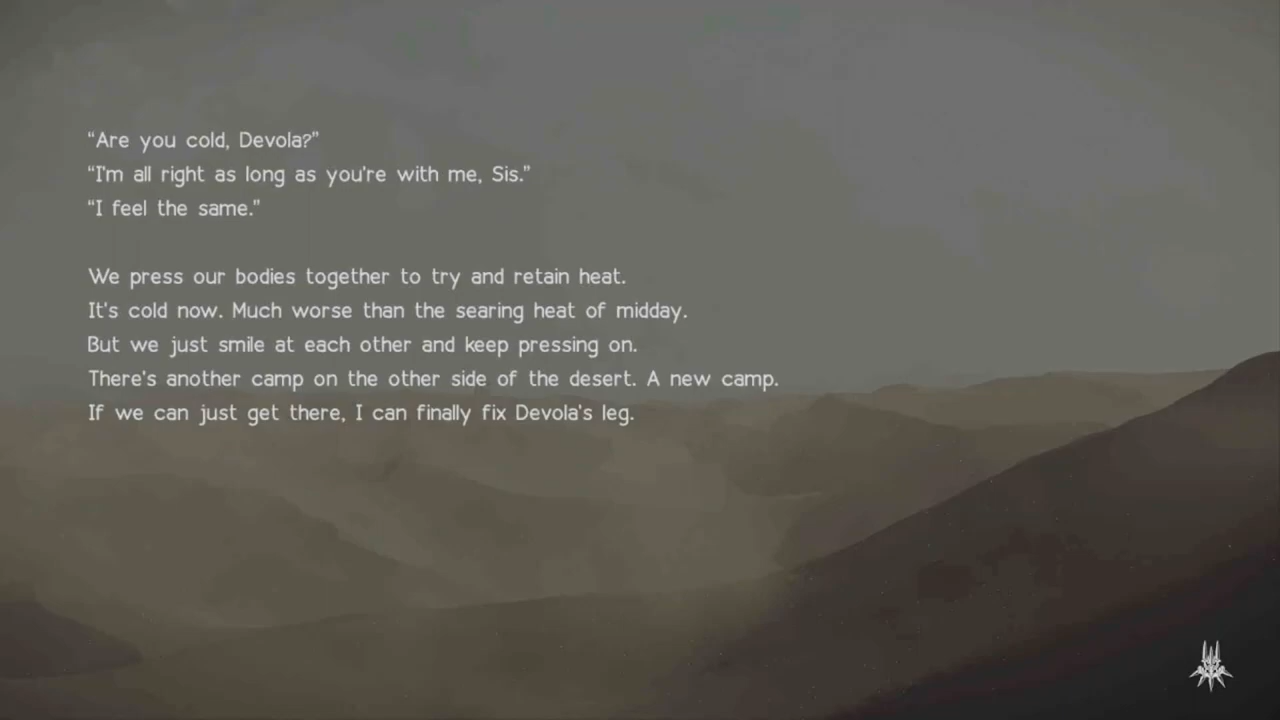 “Are you cold, Devola?”
“I'm all right as long as you're with me, Sis.”
“I feel the same.”
We press our bodies together to try and retain heat.
It's cold now. Much worse than the searing heat of midday.
But we just smile at each other and keep pressing on.
There's another camp on the other side of the desert. A new camp.
If we can just get there, I can finally fix Devola's leg.